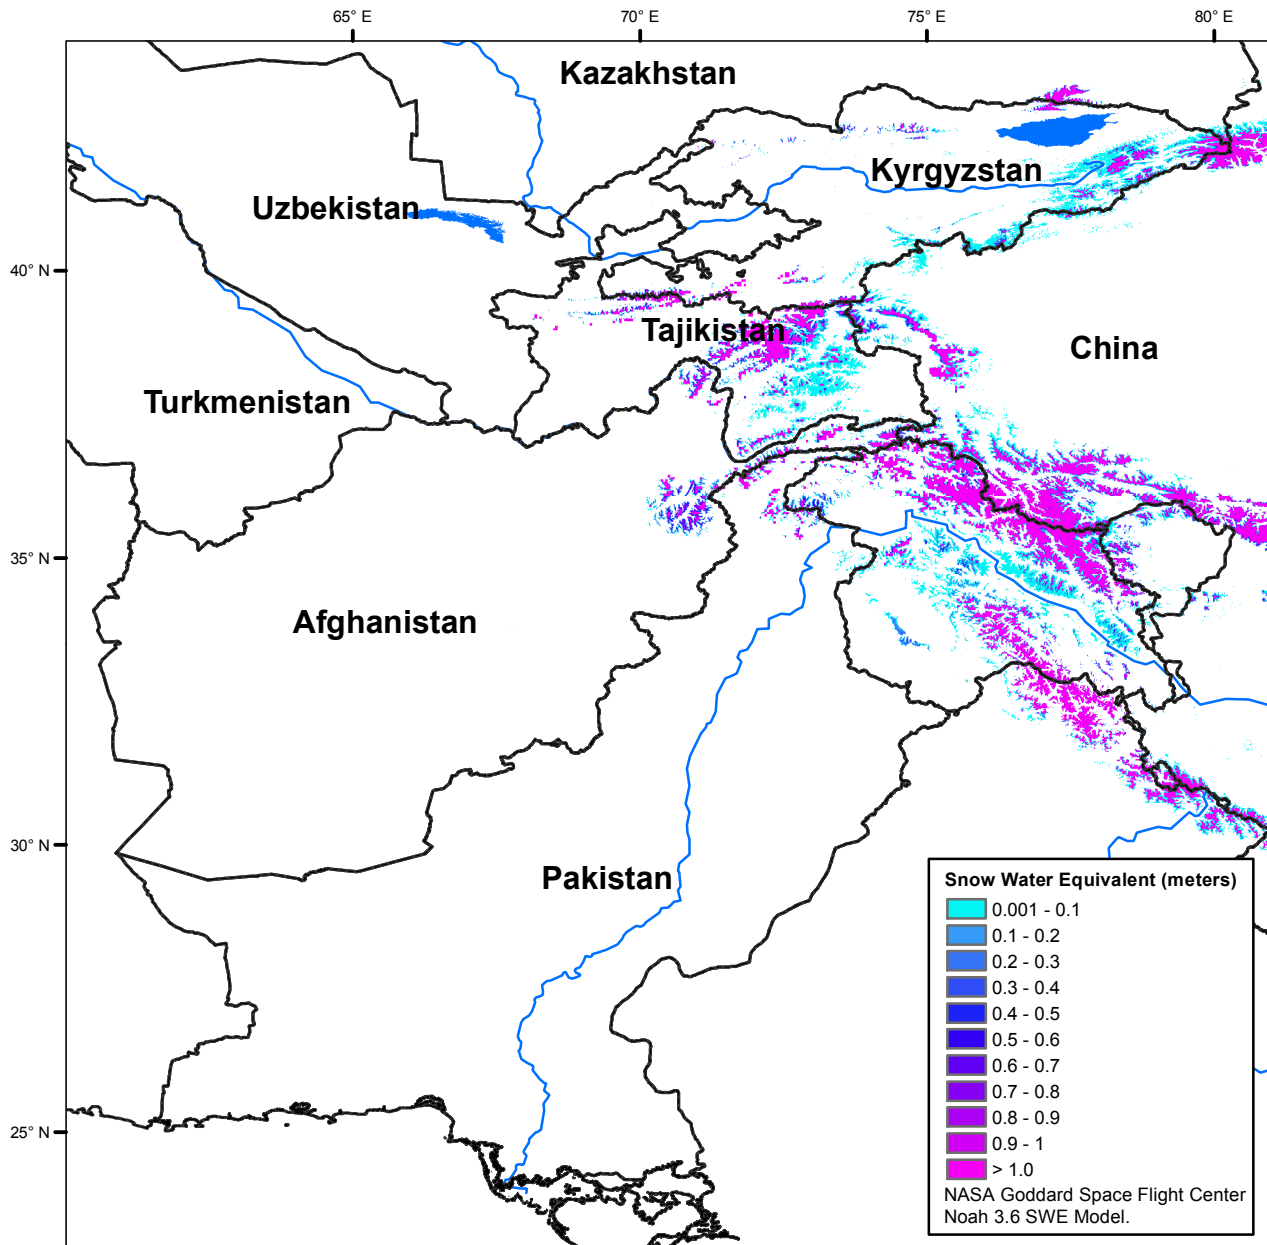 65° E
70° E
75° E
80° E
Kazakhstan
Kyrgyzstan
Uzbekistan
40° N
Tajikistan
China
Turkmenistan
35° N
Afghanistan
30° N
Pakistan
25° N
Snow Water Equivalent (meters)
0.001 - 0.1
0.1 - 0.2
0.2 - 0.3
0.3 - 0.4
0.4 - 0.5
0.5 - 0.6
0.6 - 0.7
0.7 - 0.8
0.8 - 0.9
0.9 - 1
> 1.0
NASA Goddard Space Flight Center
Noah 3.6 SWE Model.